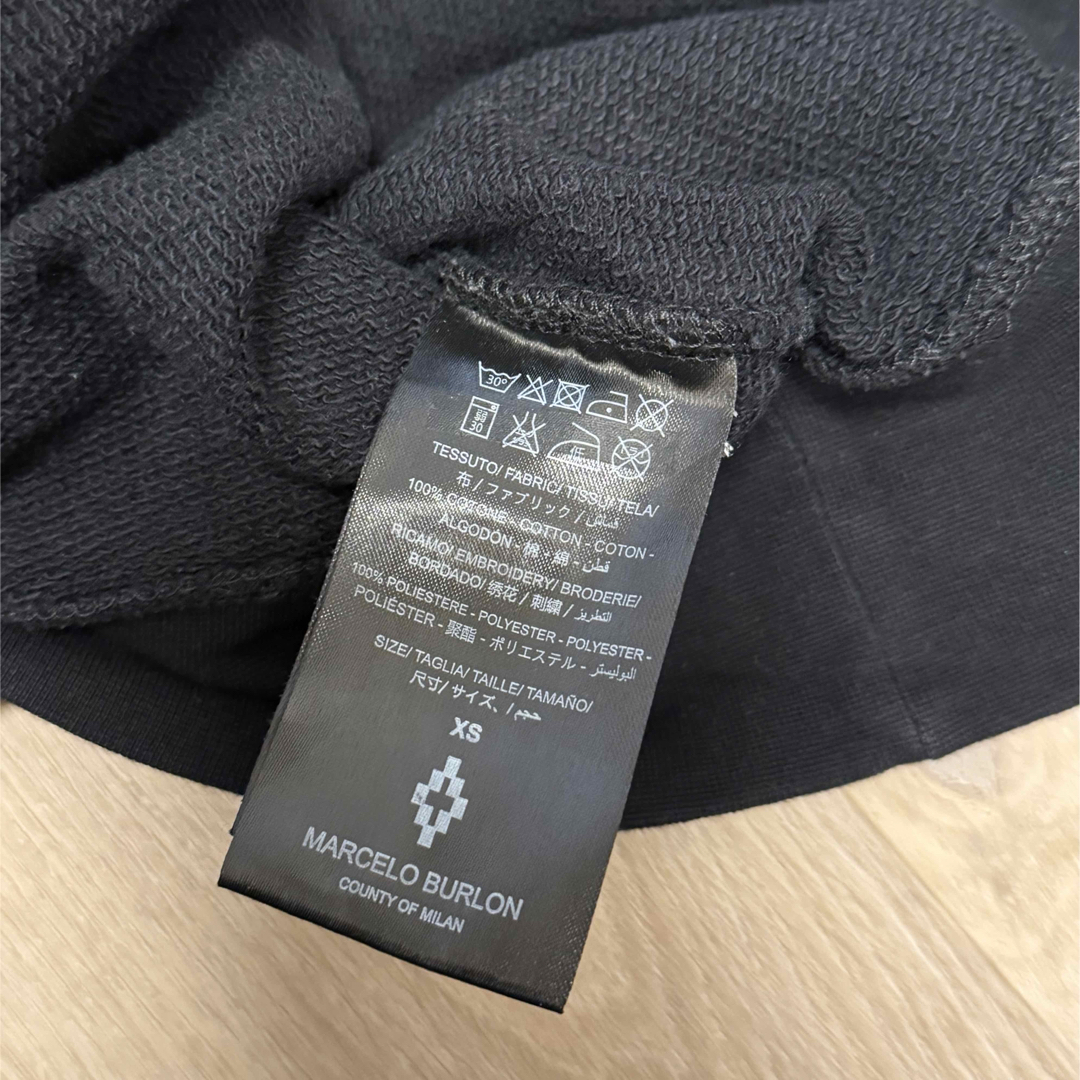 30°
30
低
TESSUTO/ FABRIC/ TISSU/ TELA/
布 / ファブリック / قماش/
100% COTONE - COTTON - COTON -
ALGODÓN - 棉 - 綿 - قطن
RICAMO/ EMBROIDERY/ BRODERIE/
BORDADO/ 绣花 / 刺繍 / التطريز/
100% POLIESTERE - POLYESTER - POLYESTER -
POLIÉSTER - 聚酯 - ポリエステル - البوليستر
SIZE/ TAGLIA/ TAILLE/ TAMAÑO/
尺寸/ サイズ、/ حجم/
XS
MARCELO BURLON
COUNTY OF MILAN